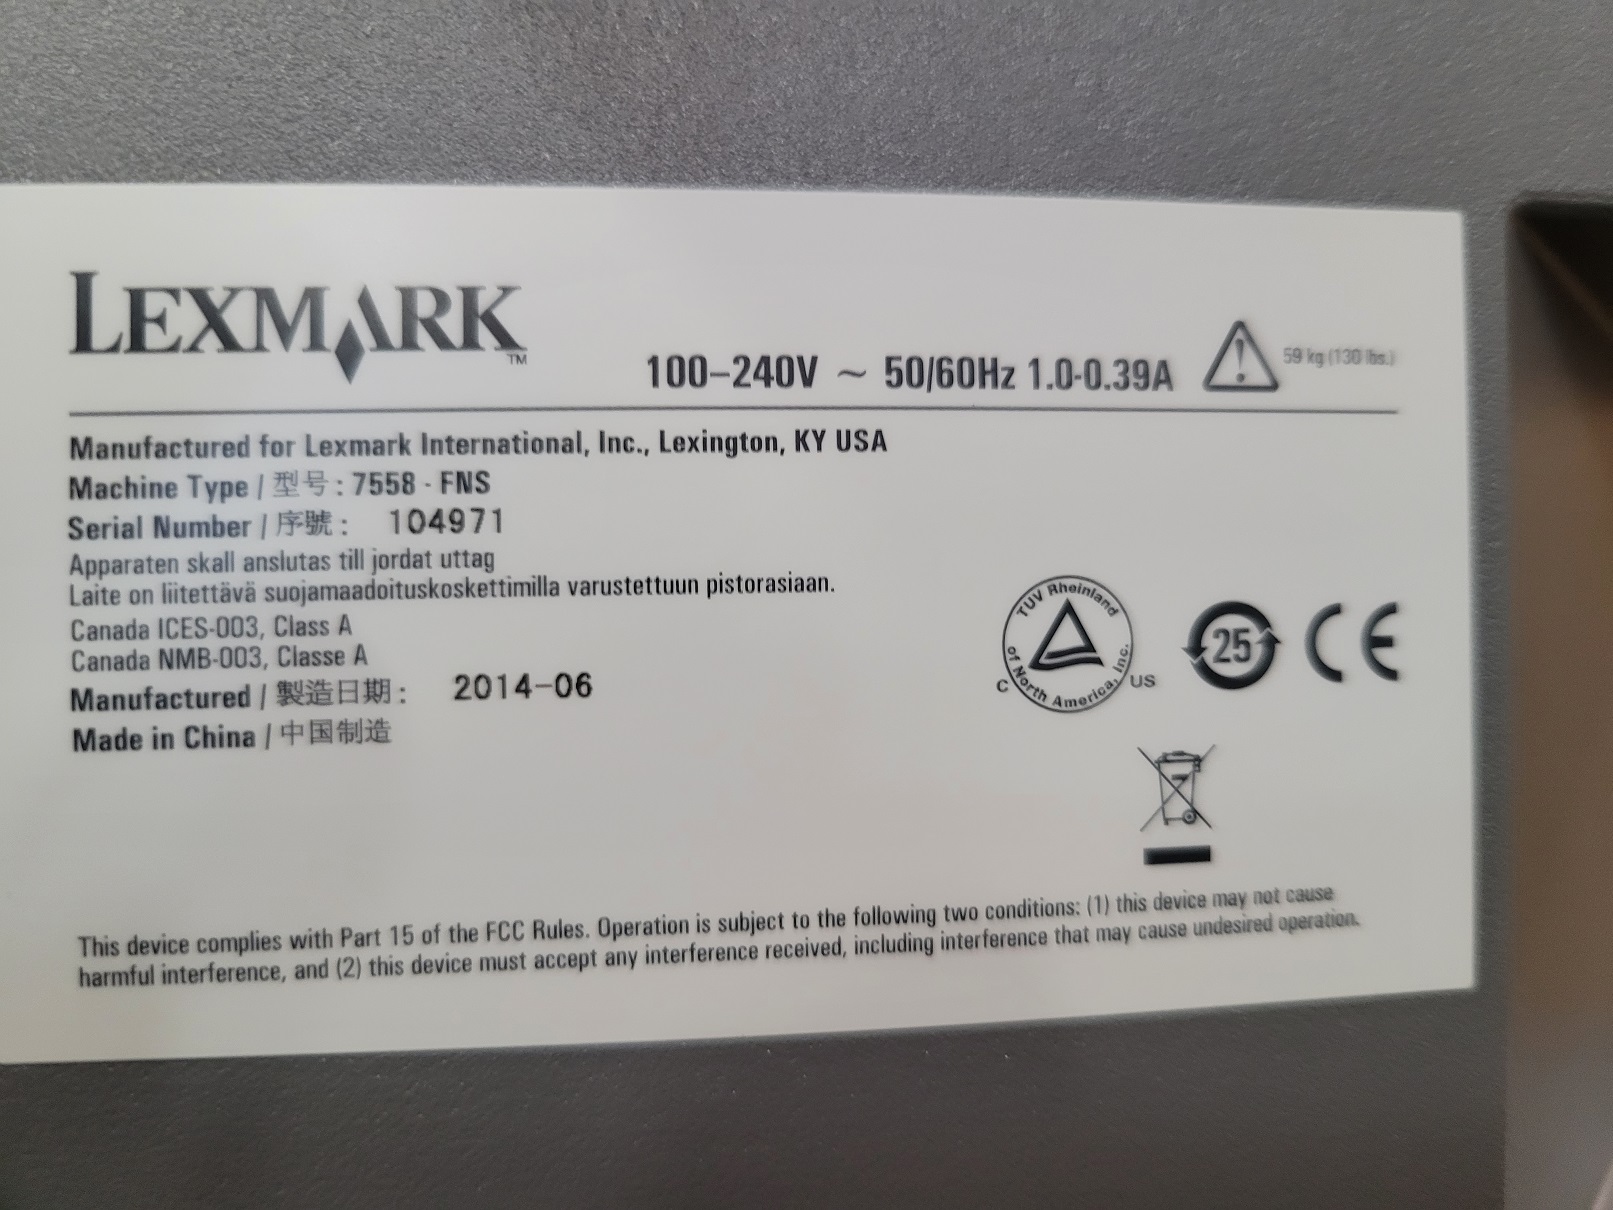 LEXMARK™
100–240V ~ 50/60Hz 1.0-0.39A
59 kg (130 lbs.)
Manufactured for Lexmark International, Inc., Lexington, KY USA
Machine Type / 型号 : 7558 - FNS
Serial Number / 序號 : 104971
Apparaten skall anslutas till jordat uttag
Laite on liitettävä suojamaadoituskoskettimilla varustettuun pistorasiaan.
Canada ICES-003, Class A
Canada NMB-003, Classe A
Manufactured / 製造日期 : 2014-06
Made in China / 中国制造
TUV Rheinland
of North America, Inc.
C US
25
CE
This device complies with Part 15 of the FCC Rules. Operation is subject to the following two conditions: (1) this device may not cause
harmful interference, and (2) this device must accept any interference received, including interference that may cause undesired operation.